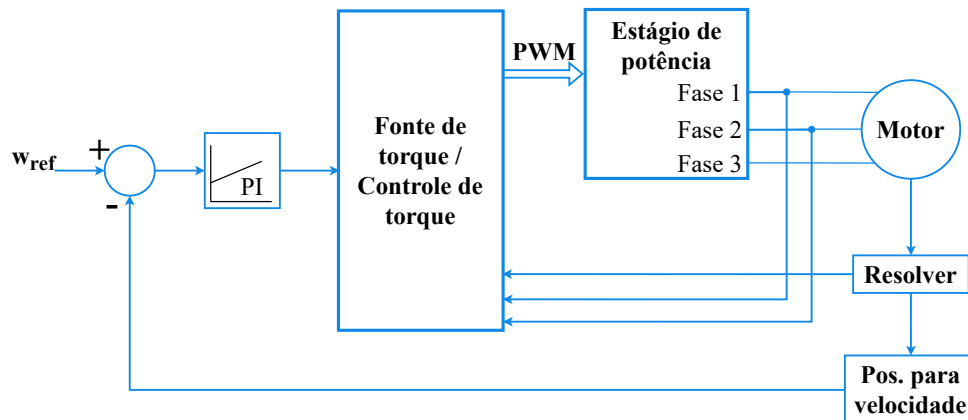 Estágio de
potência
PWM
Fase 1
Fase 2
Fase 3
Motor
Fonte de
torque /
Controle de
torque
+
w_ref
-
PI
Resolver
Pos. para
velocidade